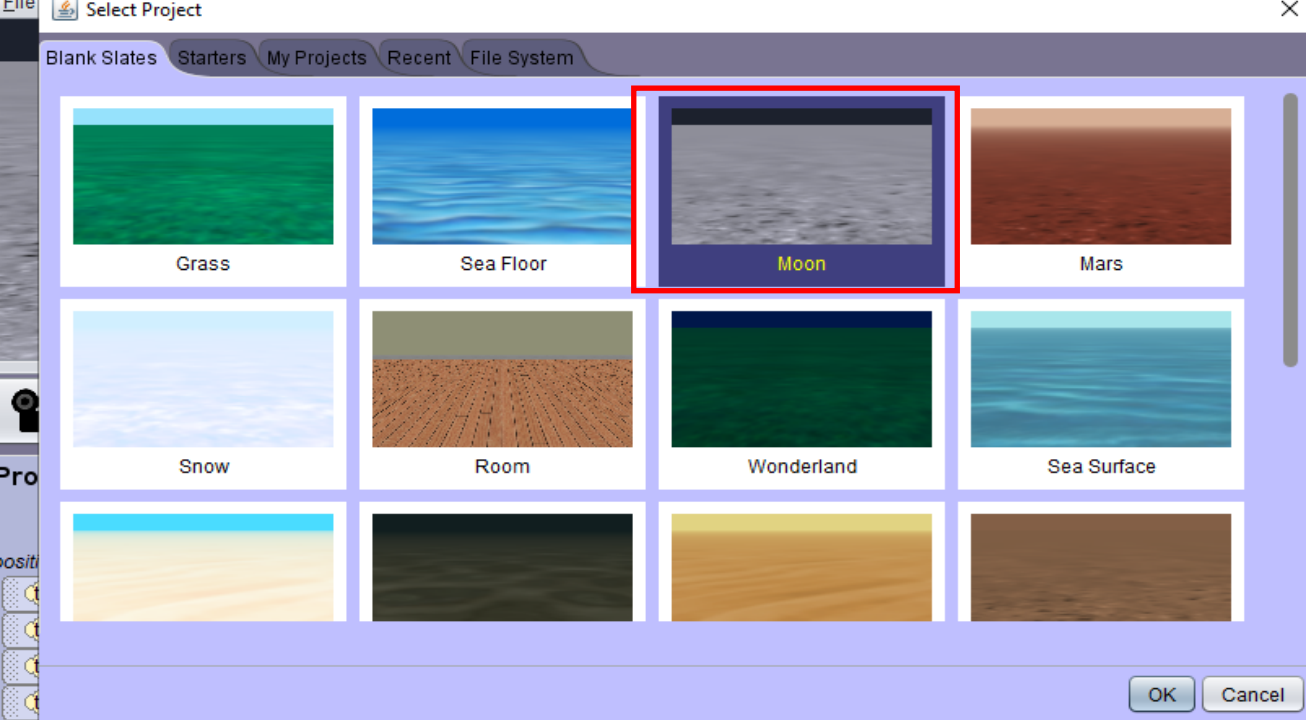 File
Select Project
Blank Slates Starters My Projects Recent File System
Grass Sea Floor Moon Mars
Snow Room Wonderland Sea Surface
Pro
positi
OK Cancel